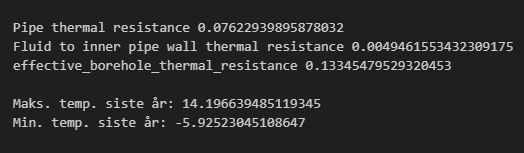 Pipe thermal resistance 0.07622939895878032
Fluid to inner pipe wall thermal resistance 0.0049461553432309175
effective_borehole_thermal_resistance 0.13345479529320453
Maks. temp. siste år: 14.196639485119345
Min. temp. siste år: -5.92523045108647